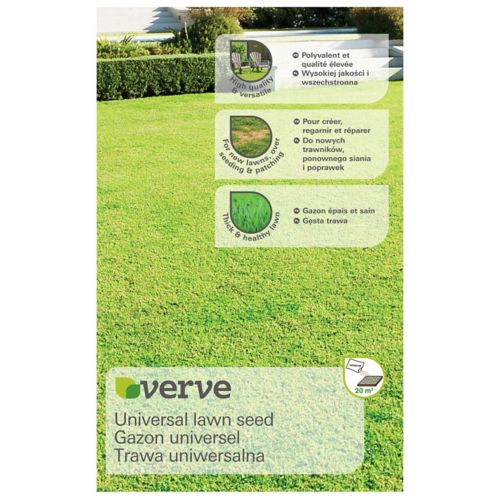 High quality
& versatile
Polyvalent et
qualité élevée
Wysokiej jakości i
wszechstronna
For new lawns, over
seeding & patching
Pour créer,
regarnir et réparer
Do nowych
trawników,
ponownego siania
i poprawek
Thick & healthy lawn
Gazon épais et sain
Gęsta trawa
verve
Universal lawn seed
Gazon universel
Trawa uniwersalna
20 m²